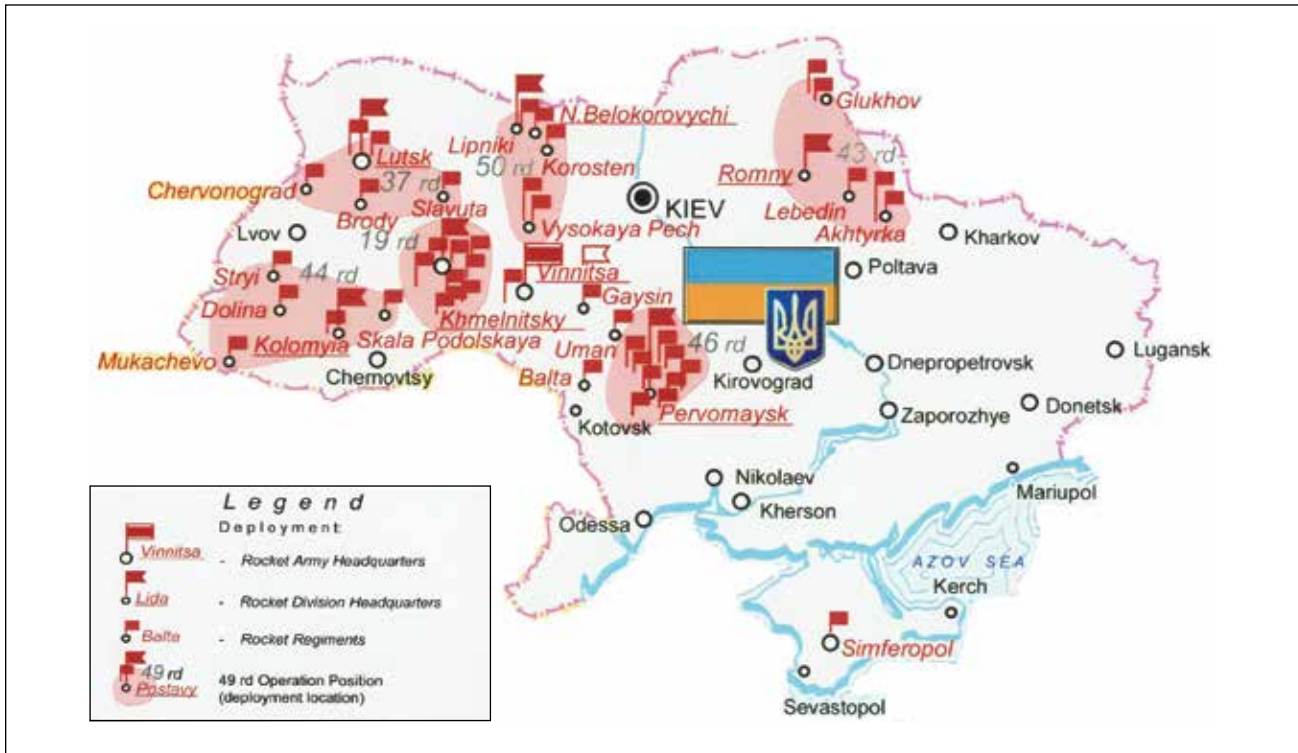 Glukhov
N.Belokorovychi
Lipniki
50 rd
Korosten
43 rd
Romny
Lutsk
37 rd
Chervonograd
Brody
Slavuta
KIEV
Lebedin
Akhtyrka
Vysokaya Pech
Kharkov
Lvov
19 rd
Poltava
Stryi
44 rd
Vinnitsa
Gaysin
Dolina
Khmelnitsky
Kolomyia
Skala Podolskaya
Uman
46 rd
Mukachevo
Chernovtsy
Balta
Kirovograd
Dnepropetrovsk
Lugansk
Pervomaysk
Kotovsk
Zaporozhye
Donetsk
Nikolaev
Mariupol
Kherson
Odessa
AZOV SEA
Kerch
Simferopol
Sevastopol
Legend
Deployment:
Vinnitsa - Rocket Army Headquarters
Lida - Rocket Division Headquarters
Balta - Rocket Regiments
49 rd
Postavy
49 rd Operation Position
(deployment location)